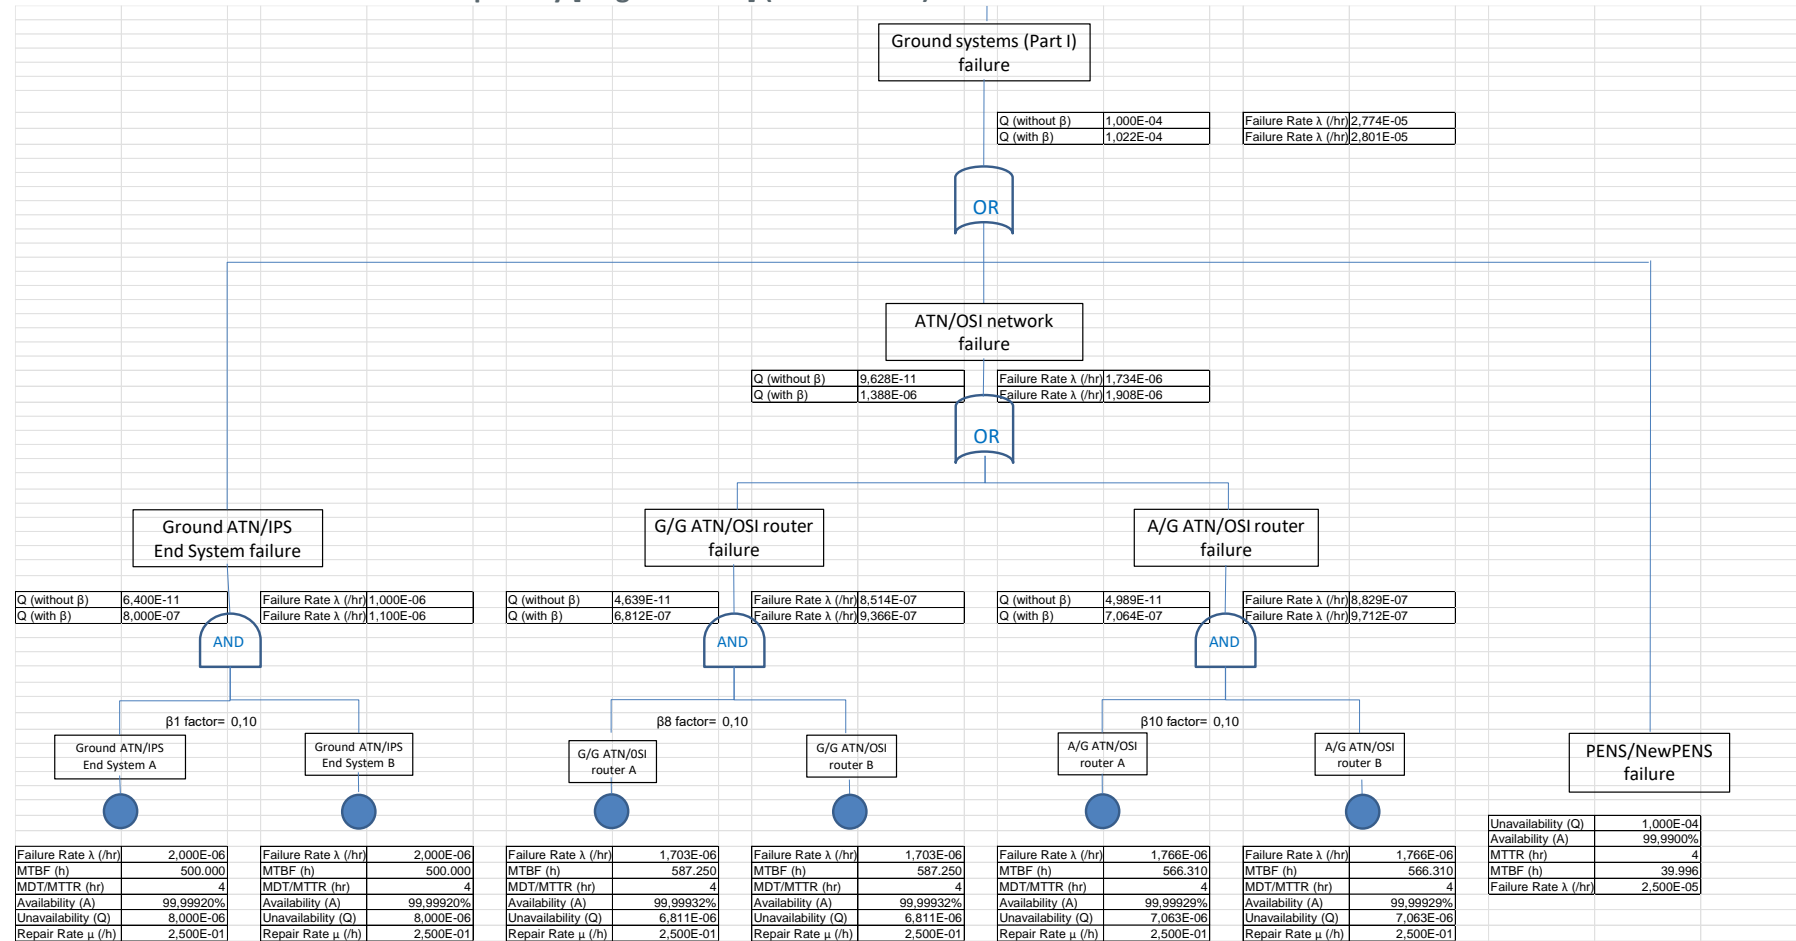 Ground systems (Part I)
failure
Q (without β) 1,000E-04 Failure Rate λ (/hr) 2,774E-05
Q (with β) 1,022E-04 Failure Rate λ (/hr) 2,801E-05
OR
ATN/OSI network
failure
Q (without β) 9,628E-11 Failure Rate λ (/hr) 1,734E-06
Q (with β) 1,388E-06 Failure Rate λ (/hr) 1,908E-06
OR
Ground ATN/IPS
End System failure
G/G ATN/OSI router
failure
A/G ATN/OSI router
failure
Q (without β) 6,400E-11 Failure Rate λ (/hr) 1,000E-06 Q (without β) 4,639E-11 Failure Rate λ (/hr) 8,514E-07 Q (without β) 4,989E-11 Failure Rate λ (/hr) 8,829E-07
Q (with β) 8,000E-07 Failure Rate λ (/hr) 1,100E-06 Q (with β) 6,812E-07 Failure Rate λ (/hr) 9,366E-07 Q (with β) 7,064E-07 Failure Rate λ (/hr) 9,712E-07
AND AND AND
β1 factor= 0,10 β8 factor= 0,10 β10 factor= 0,10
Ground ATN/IPS
End System A
Ground ATN/IPS
End System B
G/G ATN/0SI
router A
G/G ATN/OSI
router B
A/G ATN/OSI
router A
A/G ATN/OSI
router B
PENS/NewPENS
failure
Unavailability (Q) 1,000E-04
Availability (A) 99,9900%
MTTR (hr) 4
MTBF (h) 39.996
Failure Rate λ (/hr) 2,500E-05
Failure Rate λ (/hr) 2,000E-06 Failure Rate λ (/hr) 2,000E-06 Failure Rate λ (/hr) 1,703E-06 Failure Rate λ (/hr) 1,703E-06 Failure Rate λ (/hr) 1,766E-06 Failure Rate λ (/hr) 1,766E-06
MTBF (h) 500.000 MTBF (h) 500.000 MTBF (h) 587.250 MTBF (h) 587.250 MTBF (h) 566.310 MTBF (h) 566.310
MDT/MTTR (hr) 4 MDT/MTTR (hr) 4 MDT/MTTR (hr) 4 MDT/MTTR (hr) 4 MDT/MTTR (hr) 4 MDT/MTTR (hr) 4
Availability (A) 99,99920% Availability (A) 99,99920% Availability (A) 99,99932% Availability (A) 99,99932% Availability (A) 99,99929% Availability (A) 99,99929%
Unavailability (Q) 8,000E-06 Unavailability (Q) 8,000E-06 Unavailability (Q) 6,811E-06 Unavailability (Q) 6,811E-06 Unavailability (Q) 7,063E-06 Unavailability (Q) 7,063E-06
Repair Rate μ (/h) 2,500E-01 Repair Rate μ (/h) 2,500E-01 Repair Rate μ (/h) 2,500E-01 Repair Rate μ (/h) 2,500E-01 Repair Rate μ (/h) 2,500E-01 Repair Rate μ (/h) 2,500E-01